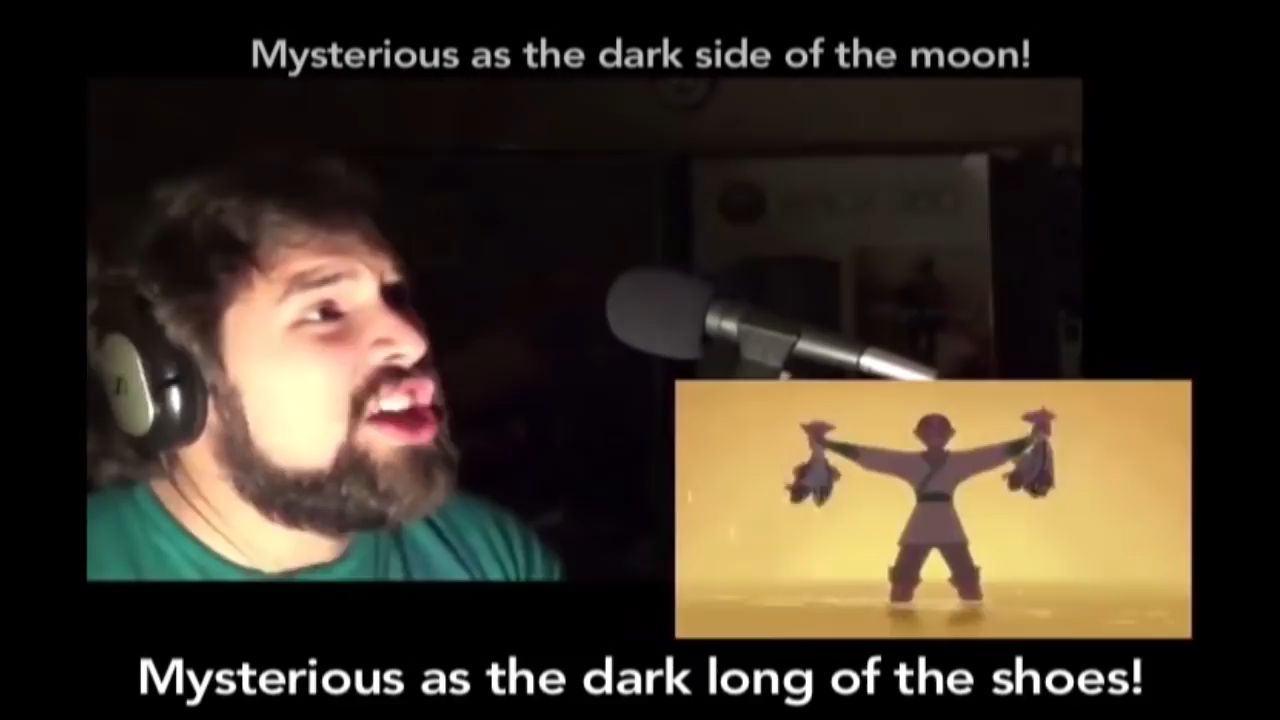 Mysterious as the dark side of the moon!
Mysterious as the dark long of the shoes!